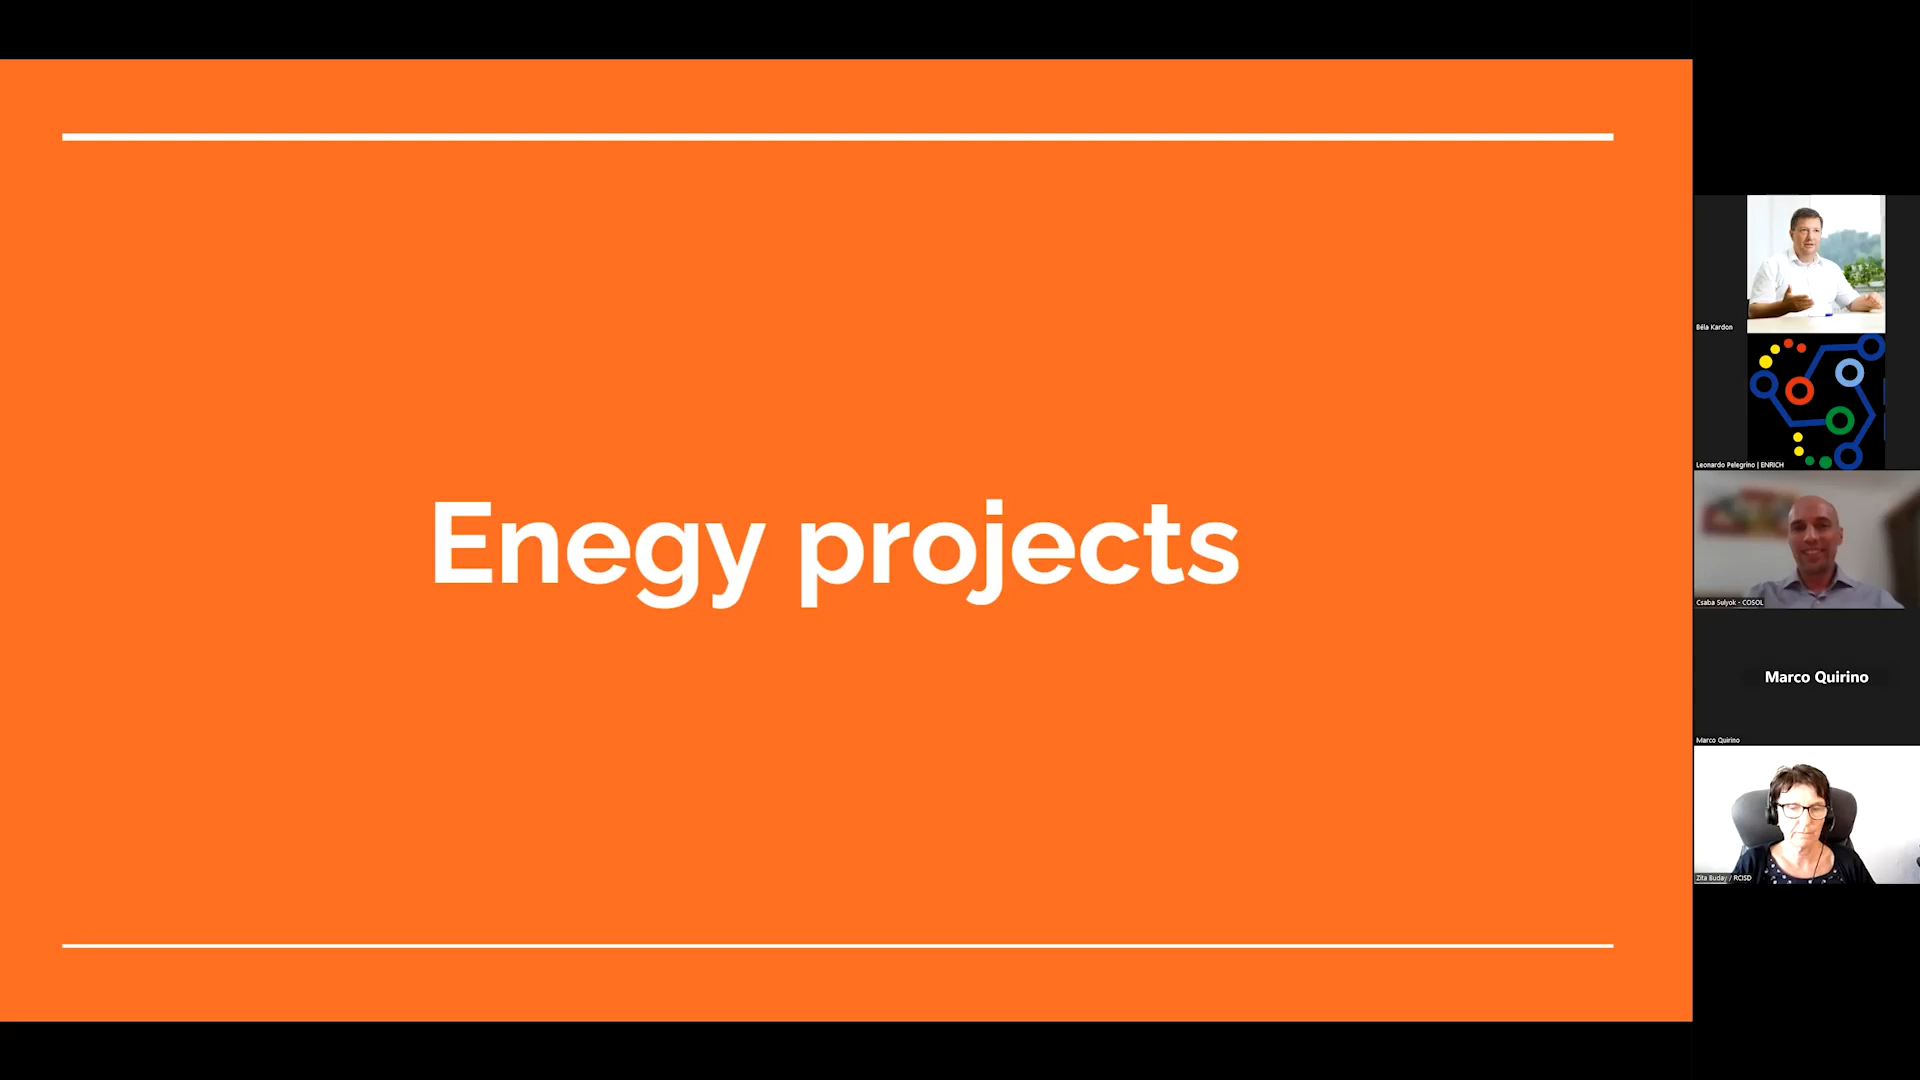 Enegy projects
Béla Kardon
Leonardo Pelegrino | ENRICH
Csaba Sulyok - COSOL
Marco Quirino
Marco Quirino
Zita Buday / RCISD